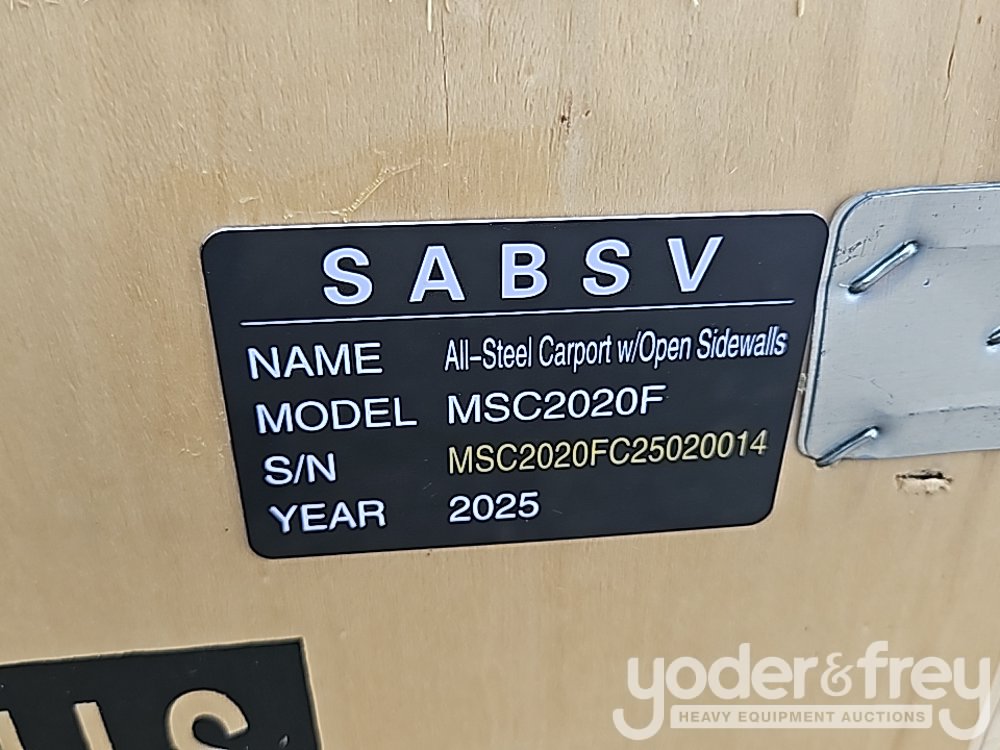 SABSV
NAME All-Steel Carport w/Open Sidewalls
MODEL MSC2020F
S/N MSC2020FC25020014
YEAR 2025
yoder&frey
HEAVY EQUIPMENT AUCTIONS